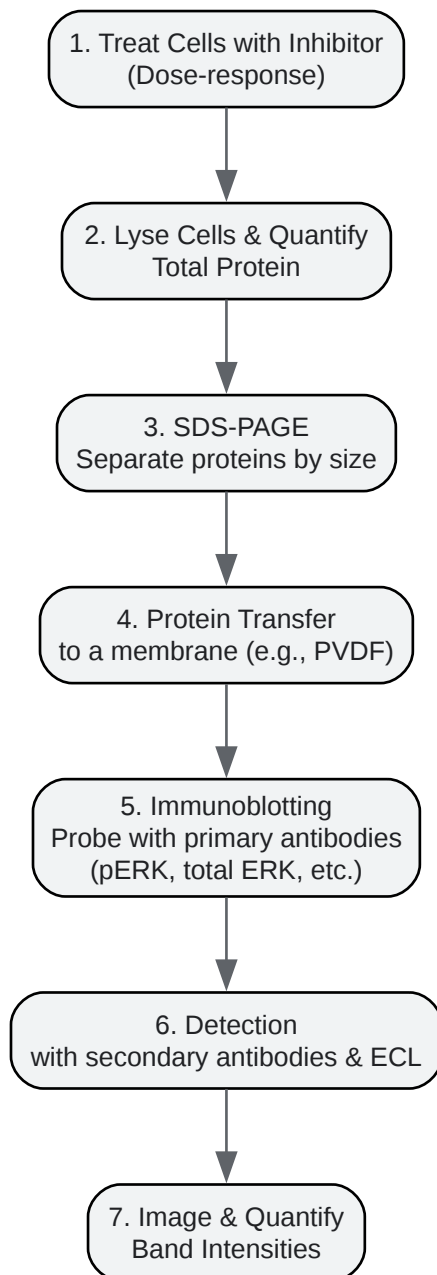 1. Treat Cells with Inhibitor
(Dose-response)
2. Lyse Cells & Quantify
Total Protein
3. SDS-PAGE
Separate proteins by size
4. Protein Transfer
to a membrane (e.g., PVDF)
5. Immunoblotting
Probe with primary antibodies
(pERK, total ERK, etc.)
6. Detection
with secondary antibodies & ECL
7. Image & Quantify
Band Intensities